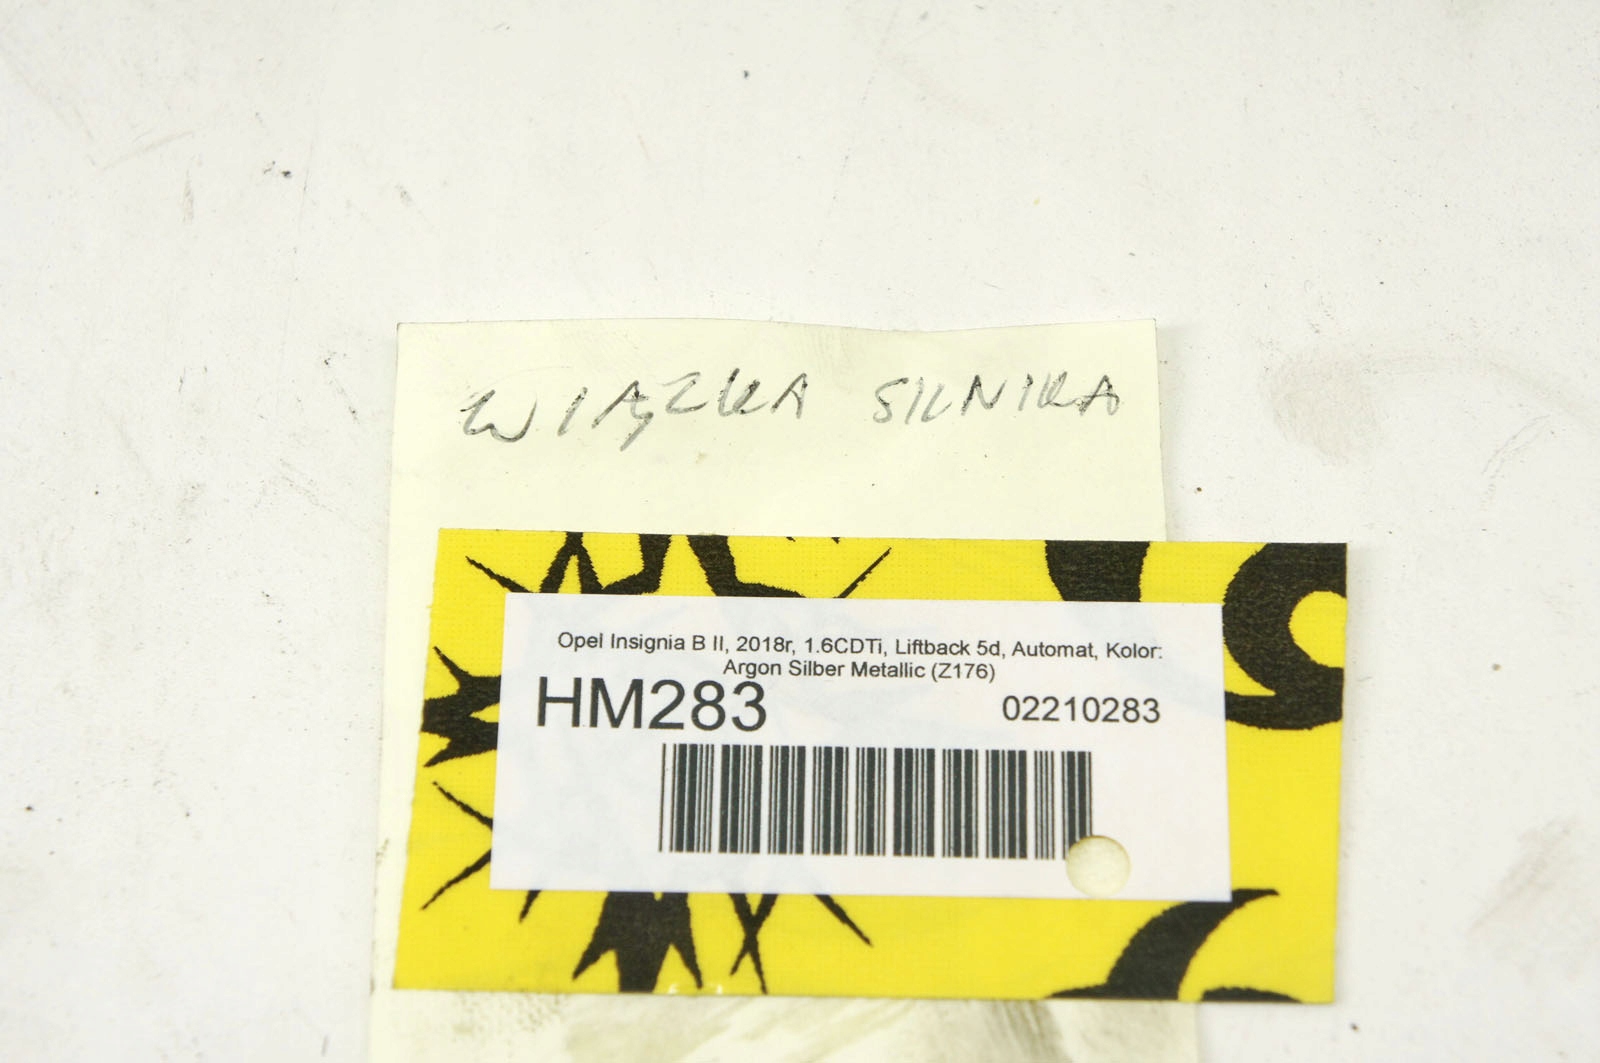 WIĄZKA SILNIKA
Opel Insignia B II, 2018r, 1.6CDTi, Liftback 5d, Automat, Kolor:
Argon Silber Metallic (Z176)
HM283 02210283